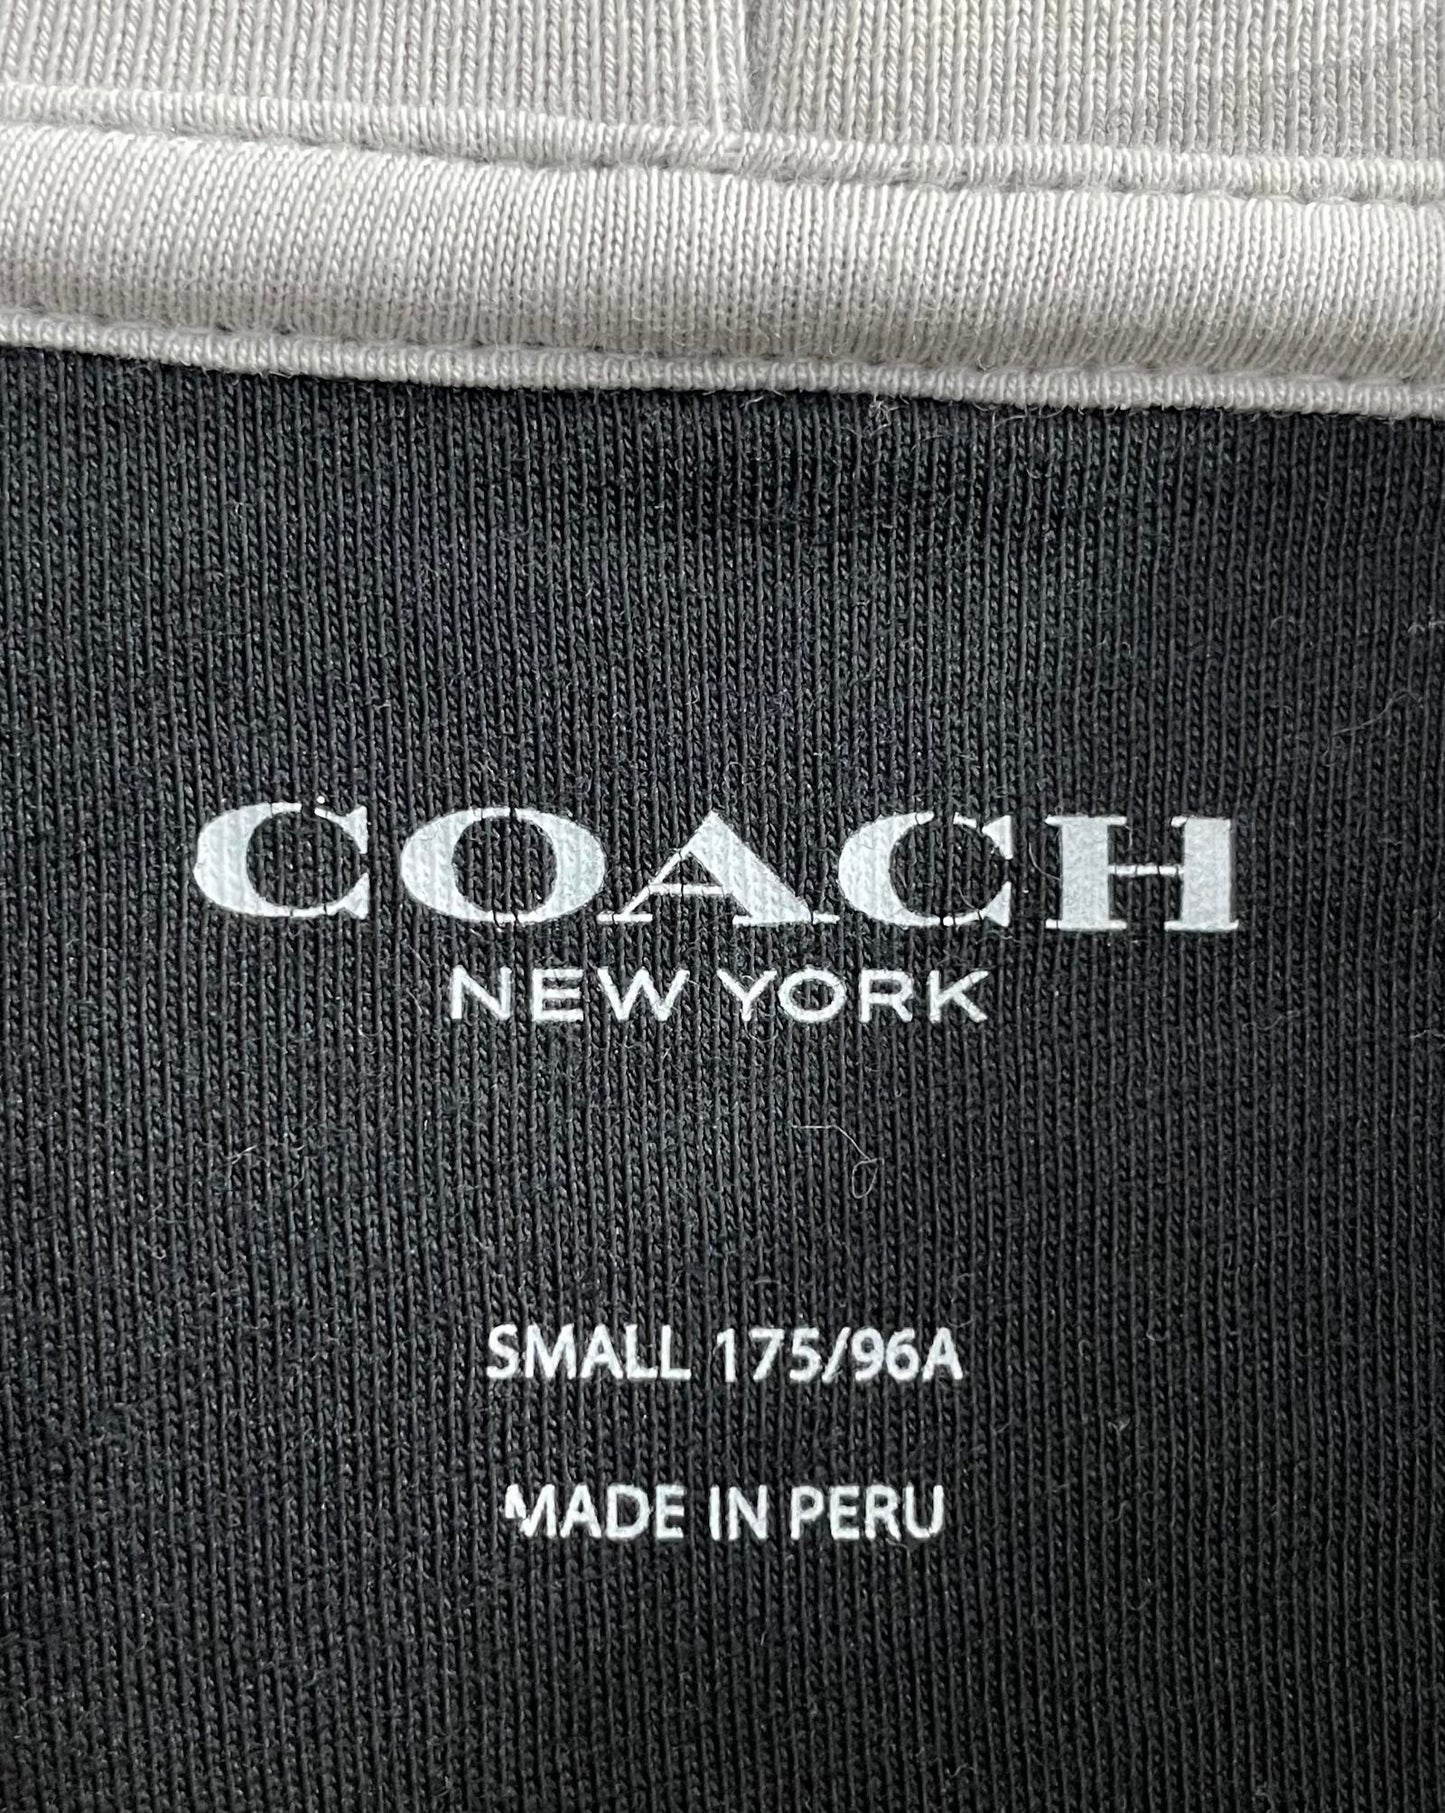 COACH
NEW YORK
SMALL 175/96A
MADE IN PERU